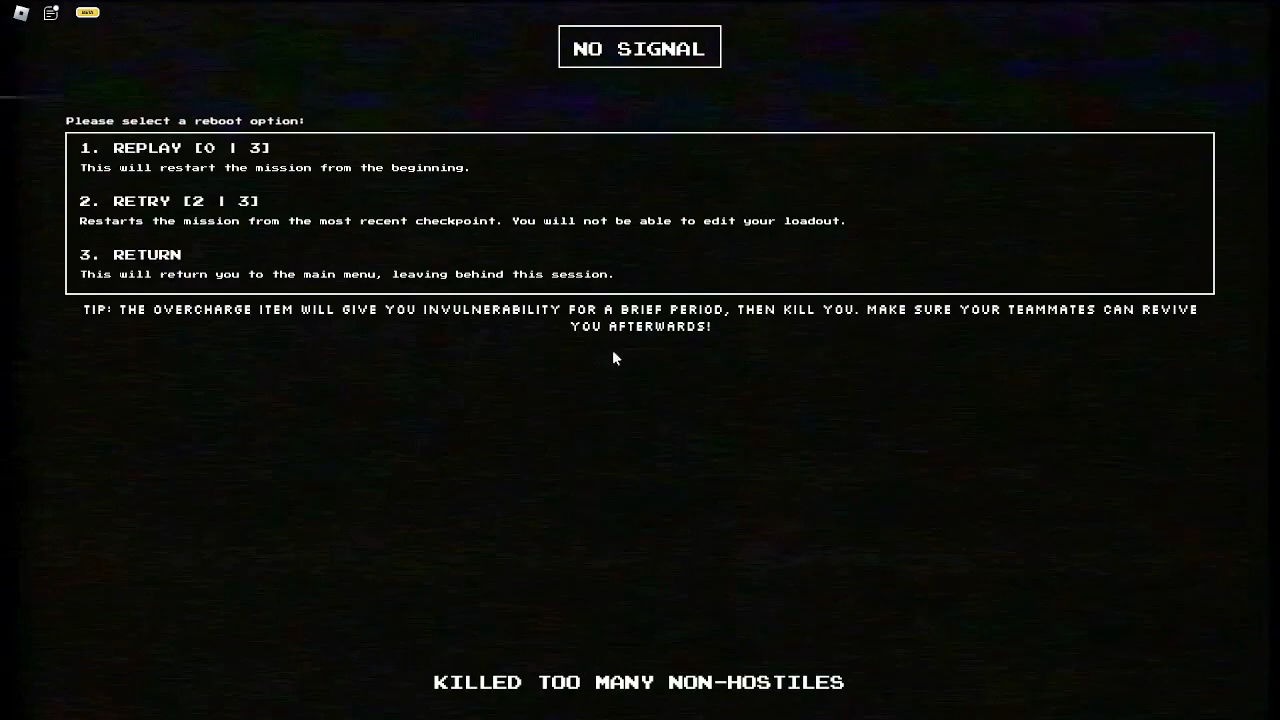 BETA
NO SIGNAL
Please select a reboot option:
1. REPLAY [0 | 3]
This will restart the mission from the beginning.
2. RETRY [2 | 3]
Restarts the mission from the most recent checkpoint. You will not be able to edit your loadout.
3. RETURN
This will return you to the main menu, leaving behind this session.
TIP: THE OVERCHARGE ITEM WILL GIVE YOU INVULNERABILITY FOR A BRIEF PERIOD, THEN KILL YOU. MAKE SURE YOUR TEAMMATES CAN REVIVE
YOU AFTERWARDS!
KILLED TOO MANY NON-HOSTILES